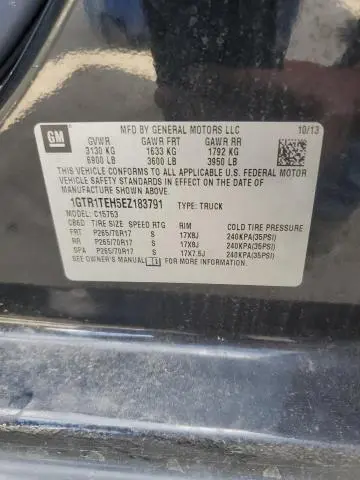 GM MFD BY GENERAL MOTORS LLC 10/13
GVWR GAWR FRT GAWR RR
3130 KG 1633 KG 1792 KG
6900 LB 3600 LB 3950 LB
THIS VEHICLE CONFORMS TO ALL APPLICABLE U.S. FEDERAL MOTOR
VEHICLE SAFETY STANDARDS IN EFFECT ON THE DATE OF
MANUFACTURE SHOWN ABOVE.
1GTR1TEH5EZ183791 TYPE: TRUCK
MODEL: C15753
CB6D TIRE SIZE SPEED RTG RIM COLD TIRE PRESSURE
FRT P265/70R17 S 17X8J 240KPA(35PSI)
RR P265/70R17 S 17X8J 240KPA(35PSI)
SPA P265/70R17 S 17X7.5J 240KPA(35PSI)
SEE OWNER'S MANUAL FOR MORE INFORMATION.